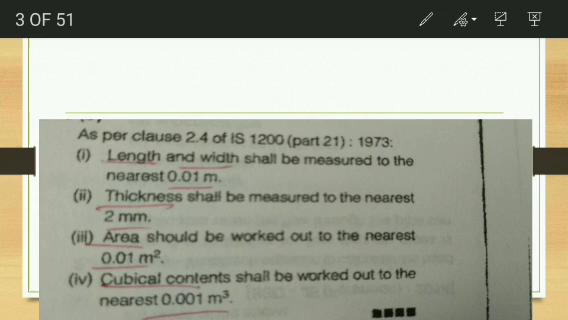 3 OF 51
As per clause 2.4 of IS 1200 (part 21) : 1973:
(i) Length and width shall be measured to the
nearest 0.01 m.
(ii) Thickness shall be measured to the nearest
2 mm.
(iii) Area should be worked out to the nearest
0.01 m².
(iv) Cubical contents shall be worked out to the
nearest 0.001 m³.